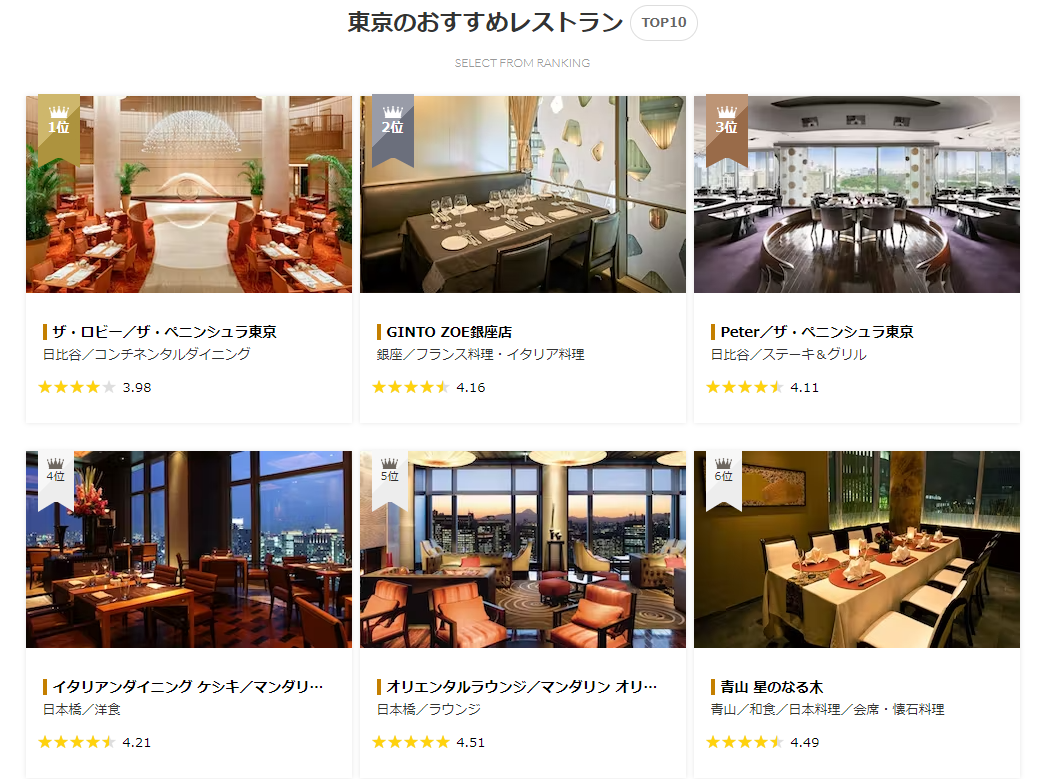 東京のおすすめレストラン TOP10
SELECT FROM RANKING
1位
2位
3位
ザ・ロビー／ザ・ペニンシュラ東京
日比谷／コンチネンタルダイニング
3.98
GINTO ZOE銀座店
銀座／フランス料理・イタリア料理
4.16
Peter／ザ・ペニンシュラ東京
日比谷／ステーキ＆グリル
4.11
4位
5位
6位
イタリアンダイニング ケシキ／マンダリ…
日本橋／洋食
4.21
オリエンタルラウンジ／マンダリン オリ…
日本橋／ラウンジ
4.51
青山 星のなる木
青山／和食／日本料理／会席・懐石料理
4.49